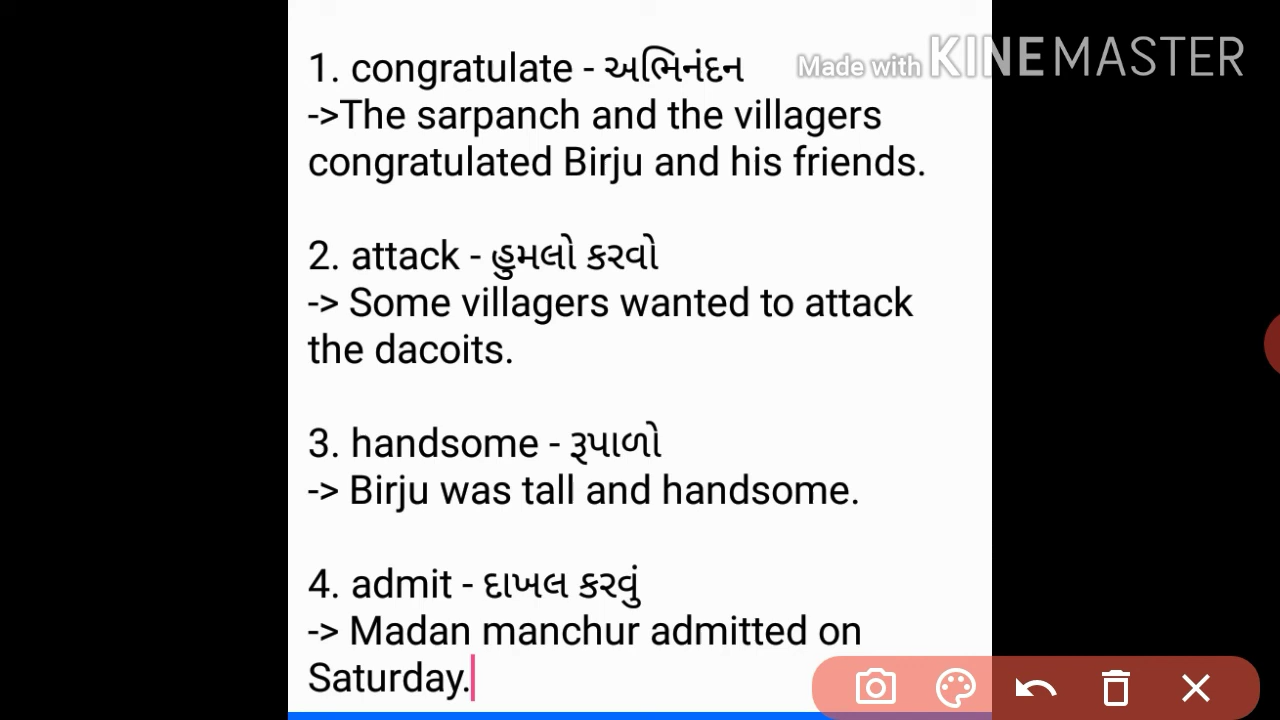 1. congratulate - અભિનંદન
->The sarpanch and the villagers
congratulated Birju and his friends.
2. attack - હુમલો કરવો
-> Some villagers wanted to attack
the dacoits.
3. handsome - રૂપાળો
-> Birju was tall and handsome.
4. admit - દાખલ કરવું
-> Madan manchur admitted on
Saturday.
Made with KINEMASTER